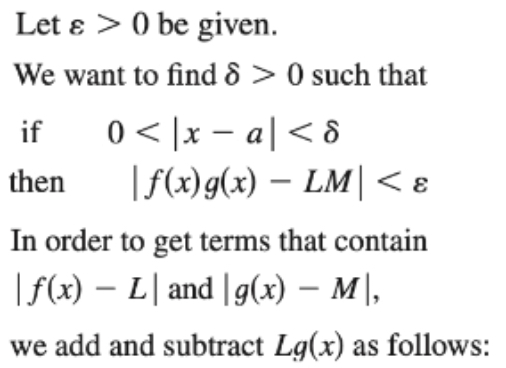 Let ε > 0 be given.
We want to find δ > 0 such that
if 0 < |x − a| < δ
then |f(x)g(x) − LM| < ε
In order to get terms that contain
|f(x) − L| and |g(x) − M|,
we add and subtract Lg(x) as follows: